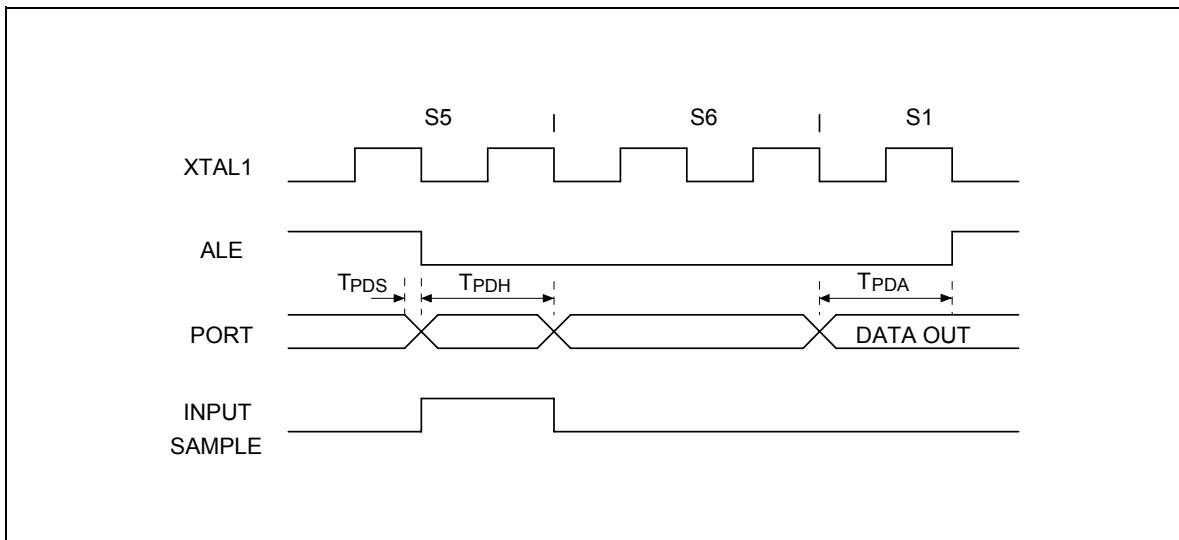 S5 | S6 | S1
XTAL1
ALE
TPDS TPDH TPDA
PORT DATA OUT
INPUT
SAMPLE